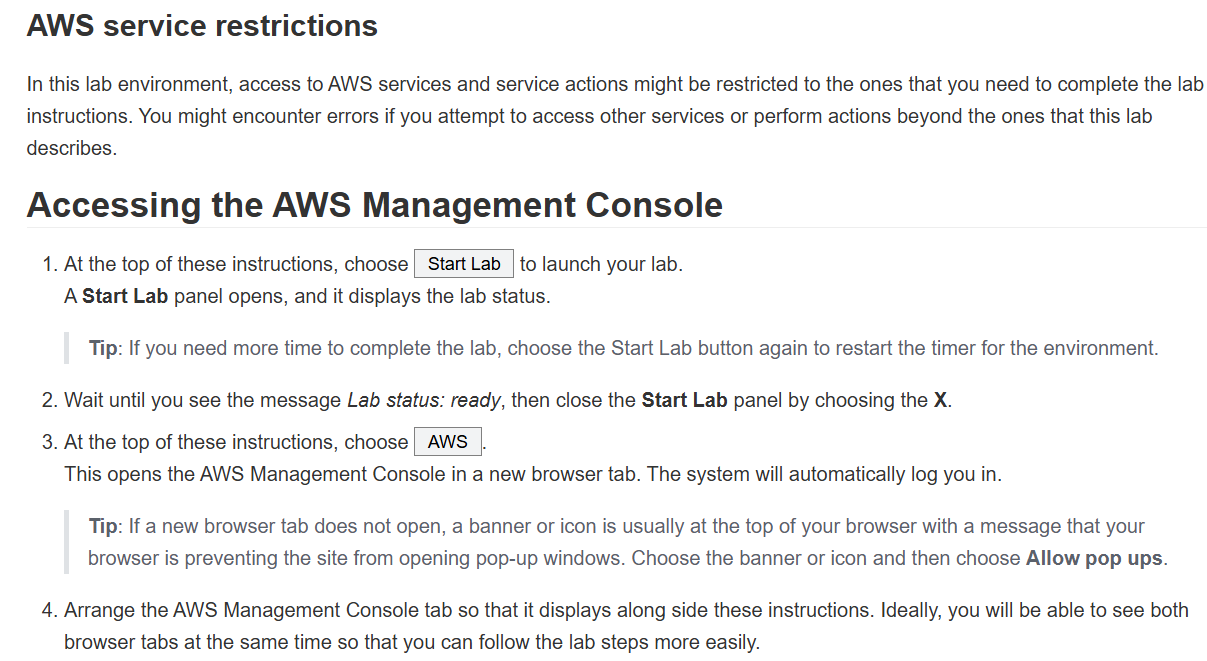 AWS service restrictions
In this lab environment, access to AWS services and service actions might be restricted to the ones that you need to complete the lab
instructions. You might encounter errors if you attempt to access other services or perform actions beyond the ones that this lab
describes.
Accessing the AWS Management Console
1. At the top of these instructions, choose Start Lab to launch your lab.
A Start Lab panel opens, and it displays the lab status.
Tip: If you need more time to complete the lab, choose the Start Lab button again to restart the timer for the environment.
2. Wait until you see the message Lab status: ready, then close the Start Lab panel by choosing the X.
3. At the top of these instructions, choose AWS.
This opens the AWS Management Console in a new browser tab. The system will automatically log you in.
Tip: If a new browser tab does not open, a banner or icon is usually at the top of your browser with a message that your
browser is preventing the site from opening pop-up windows. Choose the banner or icon and then choose Allow pop ups.
4. Arrange the AWS Management Console tab so that it displays along side these instructions. Ideally, you will be able to see both
browser tabs at the same time so that you can follow the lab steps more easily.